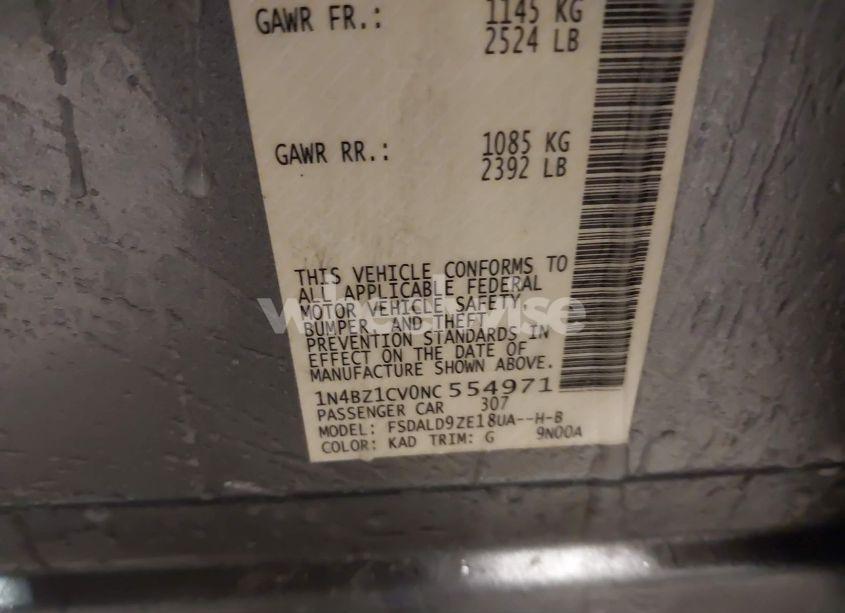 GAWR FR.: 1145 KG
2524 LB
GAWR RR.: 1085 KG
2392 LB
THIS VEHICLE CONFORMS TO
ALL APPLICABLE FEDERAL
MOTOR VEHICLE SAFETY,
BUMPER, AND THEFT
PREVENTION STANDARDS IN
EFFECT ON THE DATE OF
MANUFACTURE SHOWN ABOVE.
1N4BZ1CV0NC554971
PASSENGER CAR 307
MODEL: FSDALD9ZE18UA--H-B
COLOR: KAD TRIM: G 9N00A